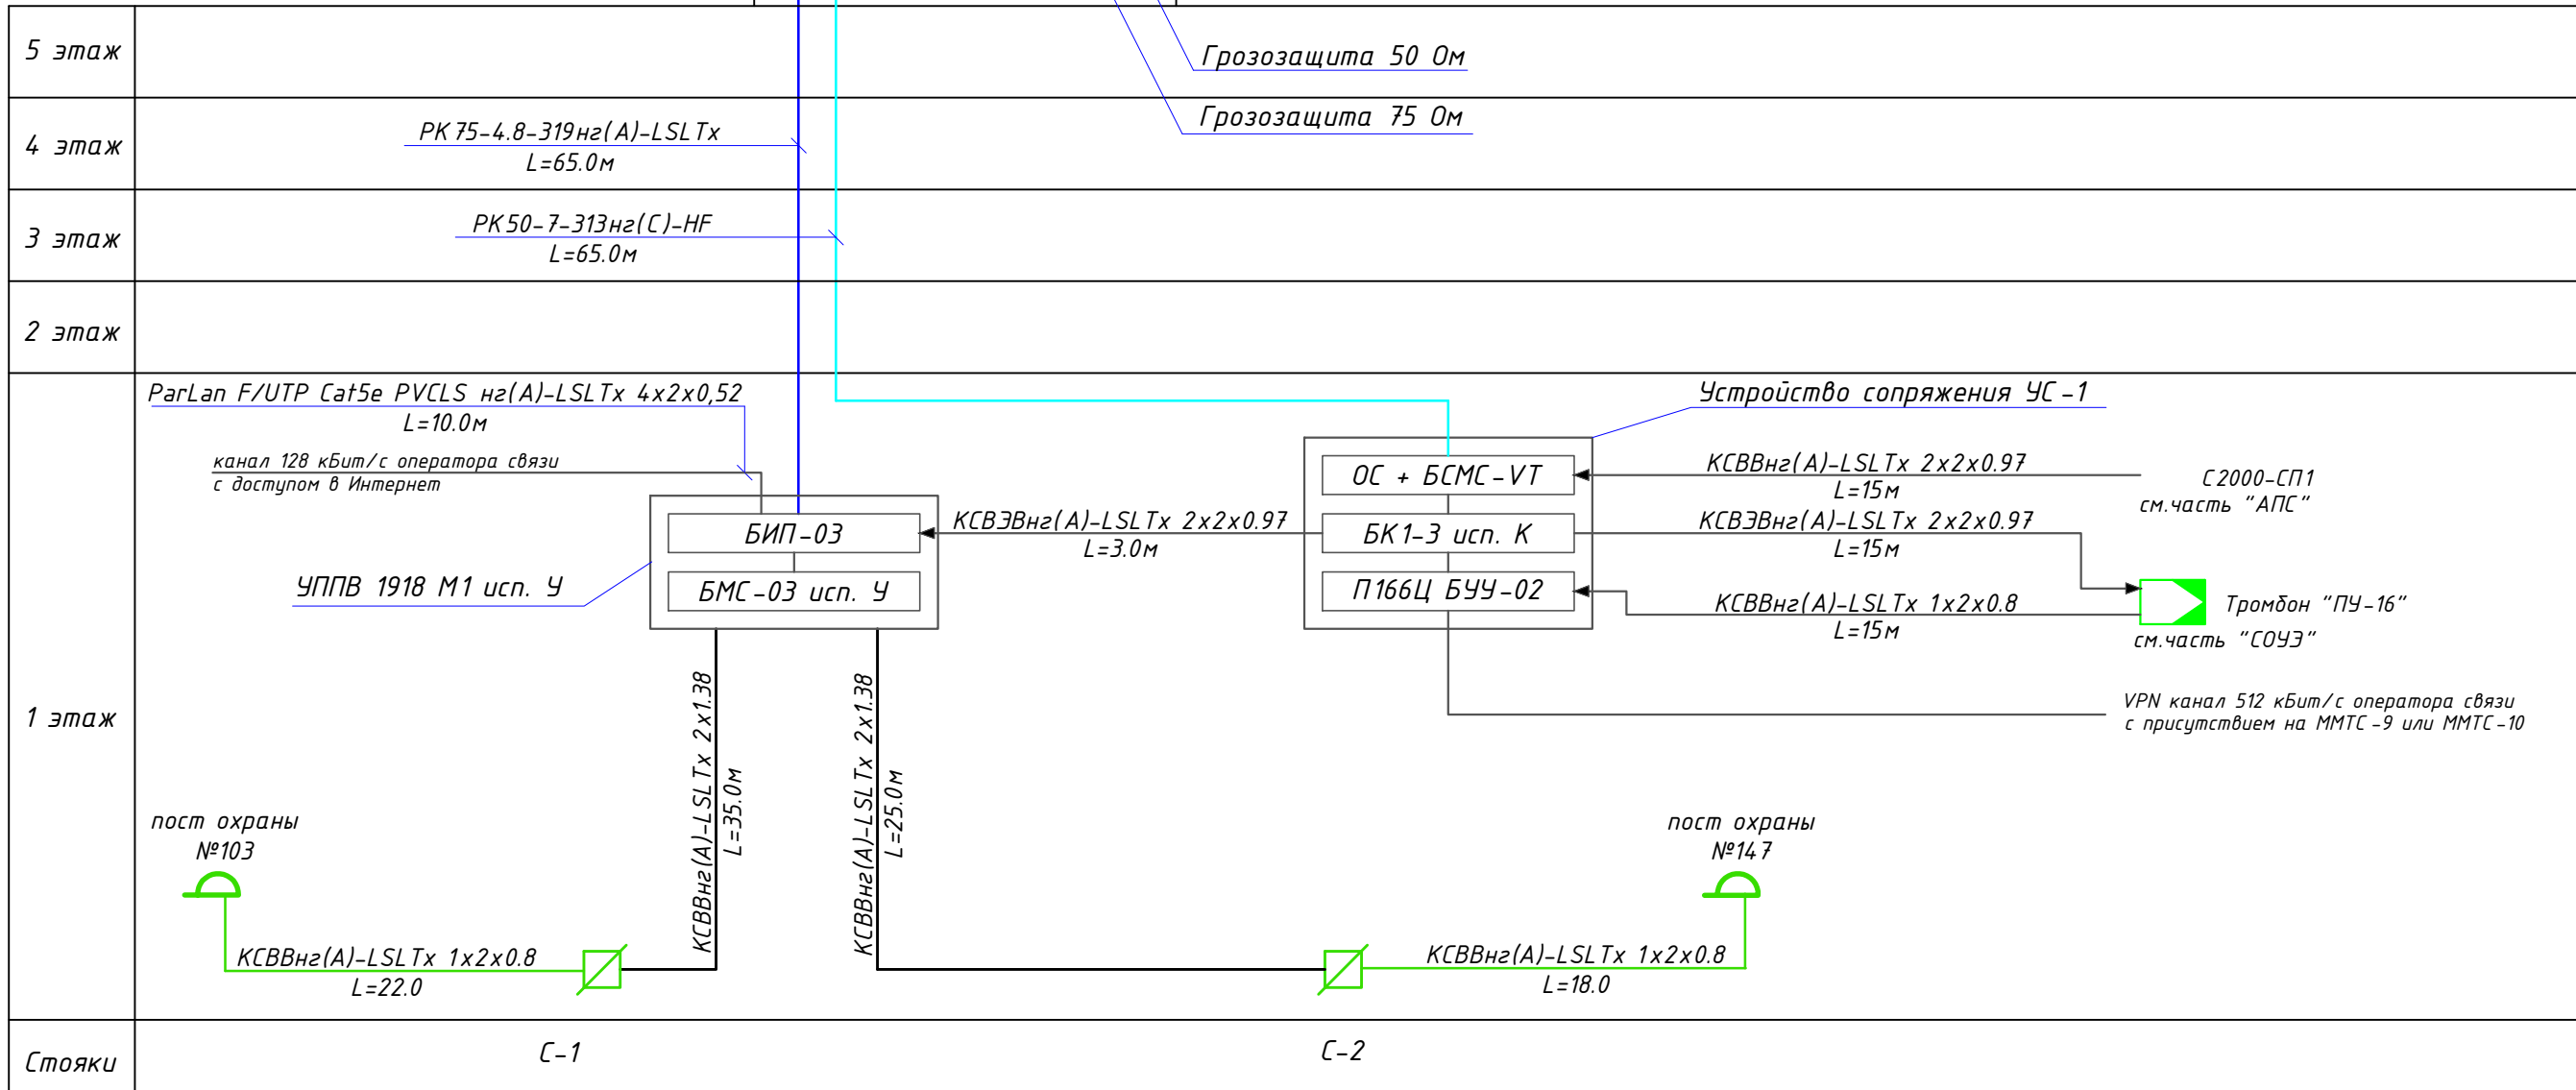 5 этаж
Грозозащита 50 Ом
4 этаж
Грозозащита 75 Ом
РК 75-4.8-319нг(А)-LSLTx
L=65.0м
3 этаж
РК50-7-313нг(С)-HF
L=65.0м
2 этаж
1 этаж
ParLan F/UTP Cat5e PVCLS нг(А)-LSLTx 4x2x0,52
L=10.0м
канал 128 кБит/с оператора связи
с доступом в Интернет
Устройство сопряжения УС-1
ОС + БСМС-VT
КСВВнг(А)-LSLTx 2x2x0.97
L=15м
С2000-СП1
см.часть "АПС"
БИП-03
КСВЭВнг(А)-LSLTx 2x2x0.97
L=3.0м
БК1-3 исп. К
КСВЭВнг(А)-LSLTx 2x2x0.97
L=15м
УППВ 1918 М1 исп. У
БМС-03 исп. У
П166Ц БУУ-02
КСВВнг(А)-LSLTx 1x2x0.8
L=15м
Тромбон "ПУ-16"
см.часть "СОУЭ"
КСВВнг(А)-LSLTx 2x1.38
L=35.0м
КСВВнг(А)-LSLTx 2x1.38
L=25.0м
VPN канал 512 кБит/с оператора связи
с присутствием на ММТС-9 или ММТС-10
пост охраны
№103
пост охраны
№147
КСВВнг(А)-LSLTx 1x2x0.8
L=22.0
КСВВнг(А)-LSLTx 1x2x0.8
L=18.0
Стояки
С-1
С-2